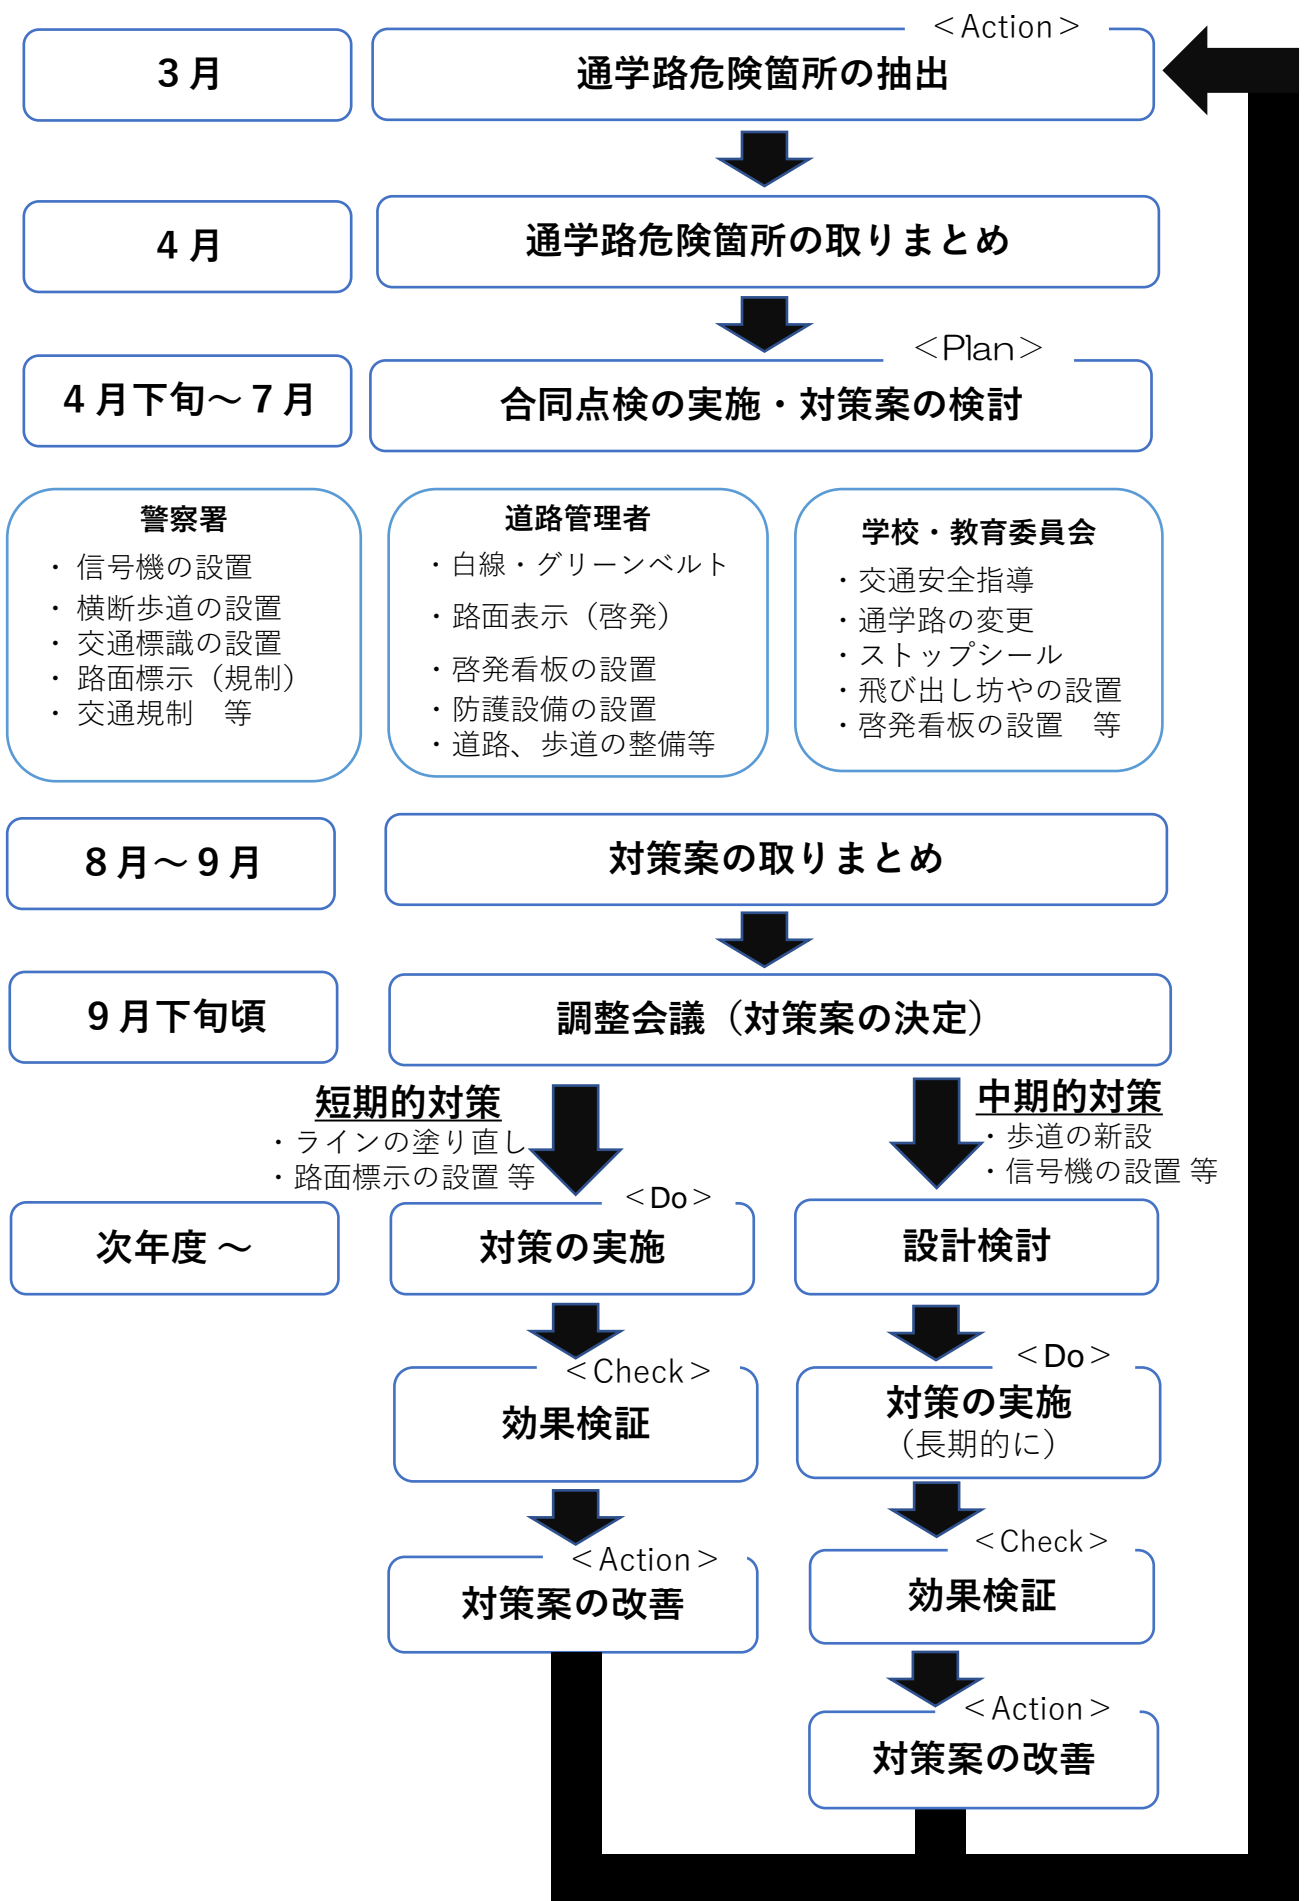 <Action>
3月
通学路危険箇所の抽出
4月
通学路危険箇所の取りまとめ
<Plan>
4月下旬～7月
合同点検の実施・対策案の検討
警察署
・信号機の設置
・横断歩道の設置
・交通標識の設置
・路面標示（規制）
・交通規制　等
道路管理者
・白線・グリーンベルト
・路面表示（啓発）
・啓発看板の設置
・防護設備の設置
・道路、歩道の整備等
学校・教育委員会
・交通安全指導
・通学路の変更
・ストップシール
・飛び出し坊やの設置
・啓発看板の設置　等
8月～9月
対策案の取りまとめ
9月下旬頃
調整会議（対策案の決定）
短期的対策
・ラインの塗り直し
・路面標示の設置 等
中期的対策
・歩道の新設
・信号機の設置 等
次年度 ～
<Do>
対策の実施
設計検討
<Check>
効果検証
<Do>
対策の実施
（長期的に）
<Action>
対策案の改善
<Check>
効果検証
<Action>
対策案の改善